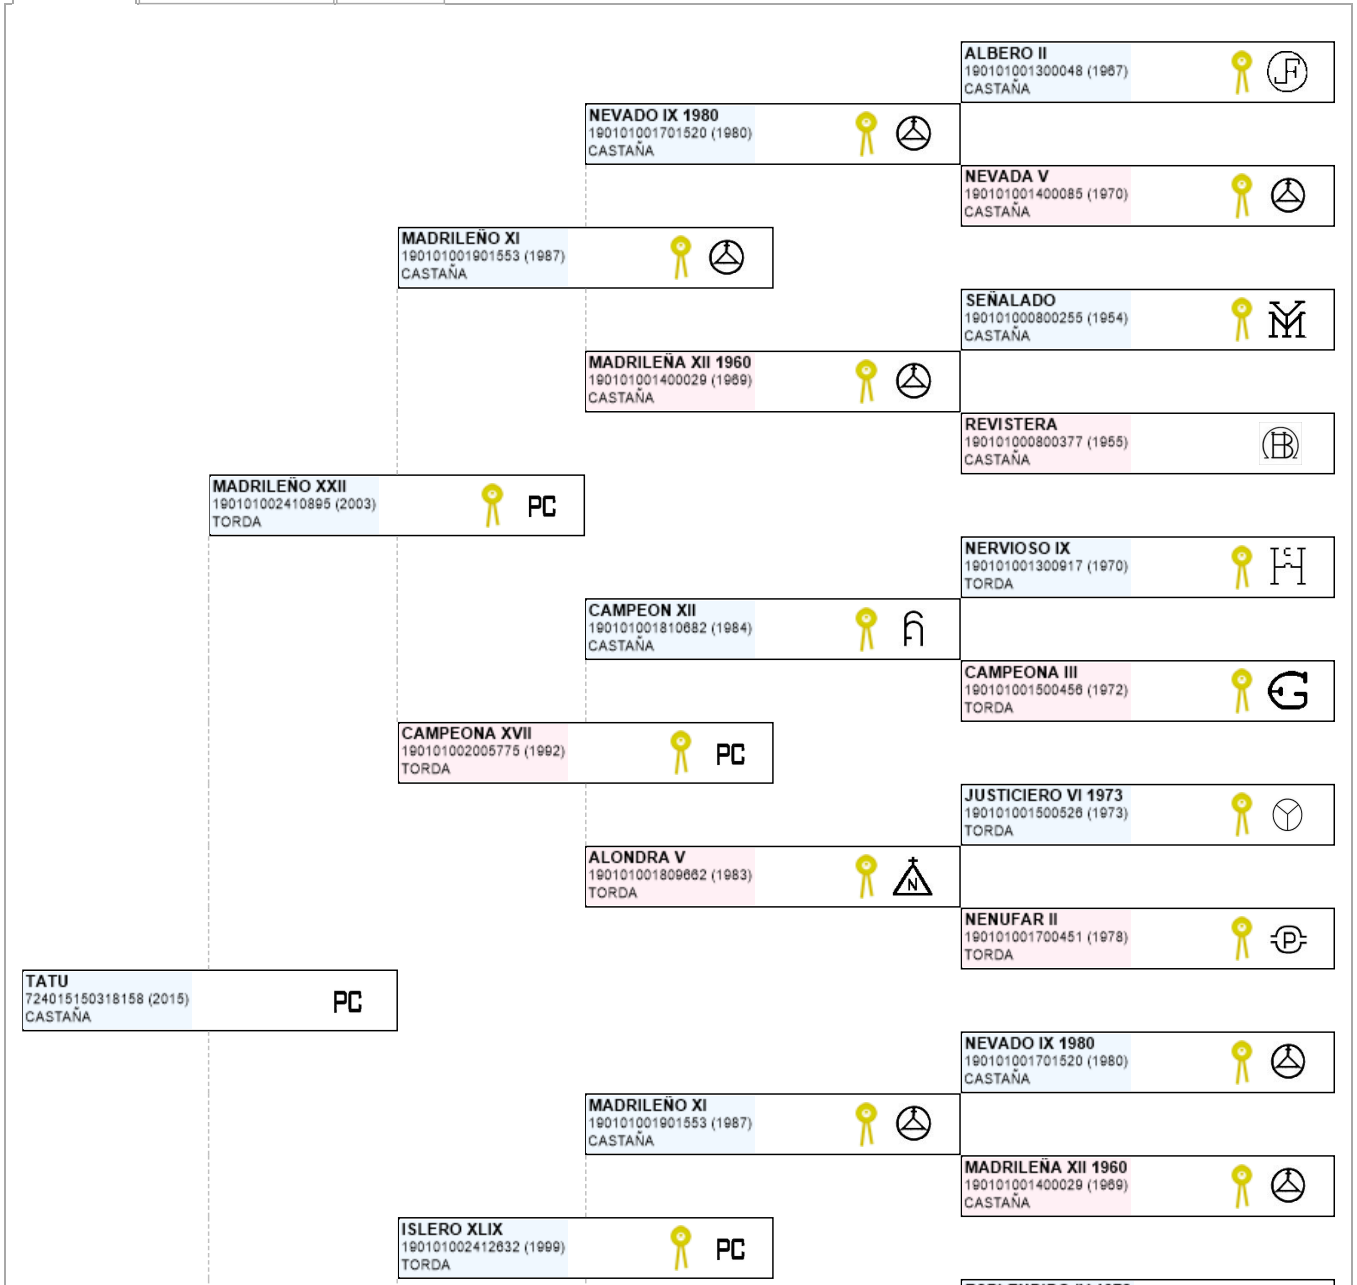 ALBERO II
190101001300048 (1967)
CASTAÑA
NEVADO IX 1980
190101001701520 (1980)
CASTAÑA
NEVADA V
190101001400085 (1970)
CASTAÑA
MADRILEÑO XI
190101001901553 (1987)
CASTAÑA
SEÑALADO
190101000800255 (1954)
CASTAÑA
MADRILEÑA XII 1960
190101001400029 (1969)
CASTAÑA
REVISTERA
190101000800377 (1955)
CASTAÑA
MADRILEÑO XXII
190101002410895 (2003)
TORDA
PC
NERVIOSO IX
190101001300917 (1970)
TORDA
CAMPEON XII
190101001810682 (1984)
CASTAÑA
CAMPEONA III
190101001500456 (1972)
TORDA
CAMPEONA XVII
190101002005775 (1992)
TORDA
PC
JUSTICIERO VI 1973
190101001500526 (1973)
TORDA
ALONDRA V
190101001809662 (1983)
TORDA
N
NENUFAR II
190101001700451 (1978)
TORDA
P
TATU
724015150318158 (2015)
CASTAÑA
PC
NEVADO IX 1980
190101001701520 (1980)
CASTAÑA
MADRILEÑO XI
190101001901553 (1987)
CASTAÑA
MADRILEÑA XII 1960
190101001400029 (1969)
CASTAÑA
ISLERO XLIX
190101002412632 (1999)
TORDA
PC